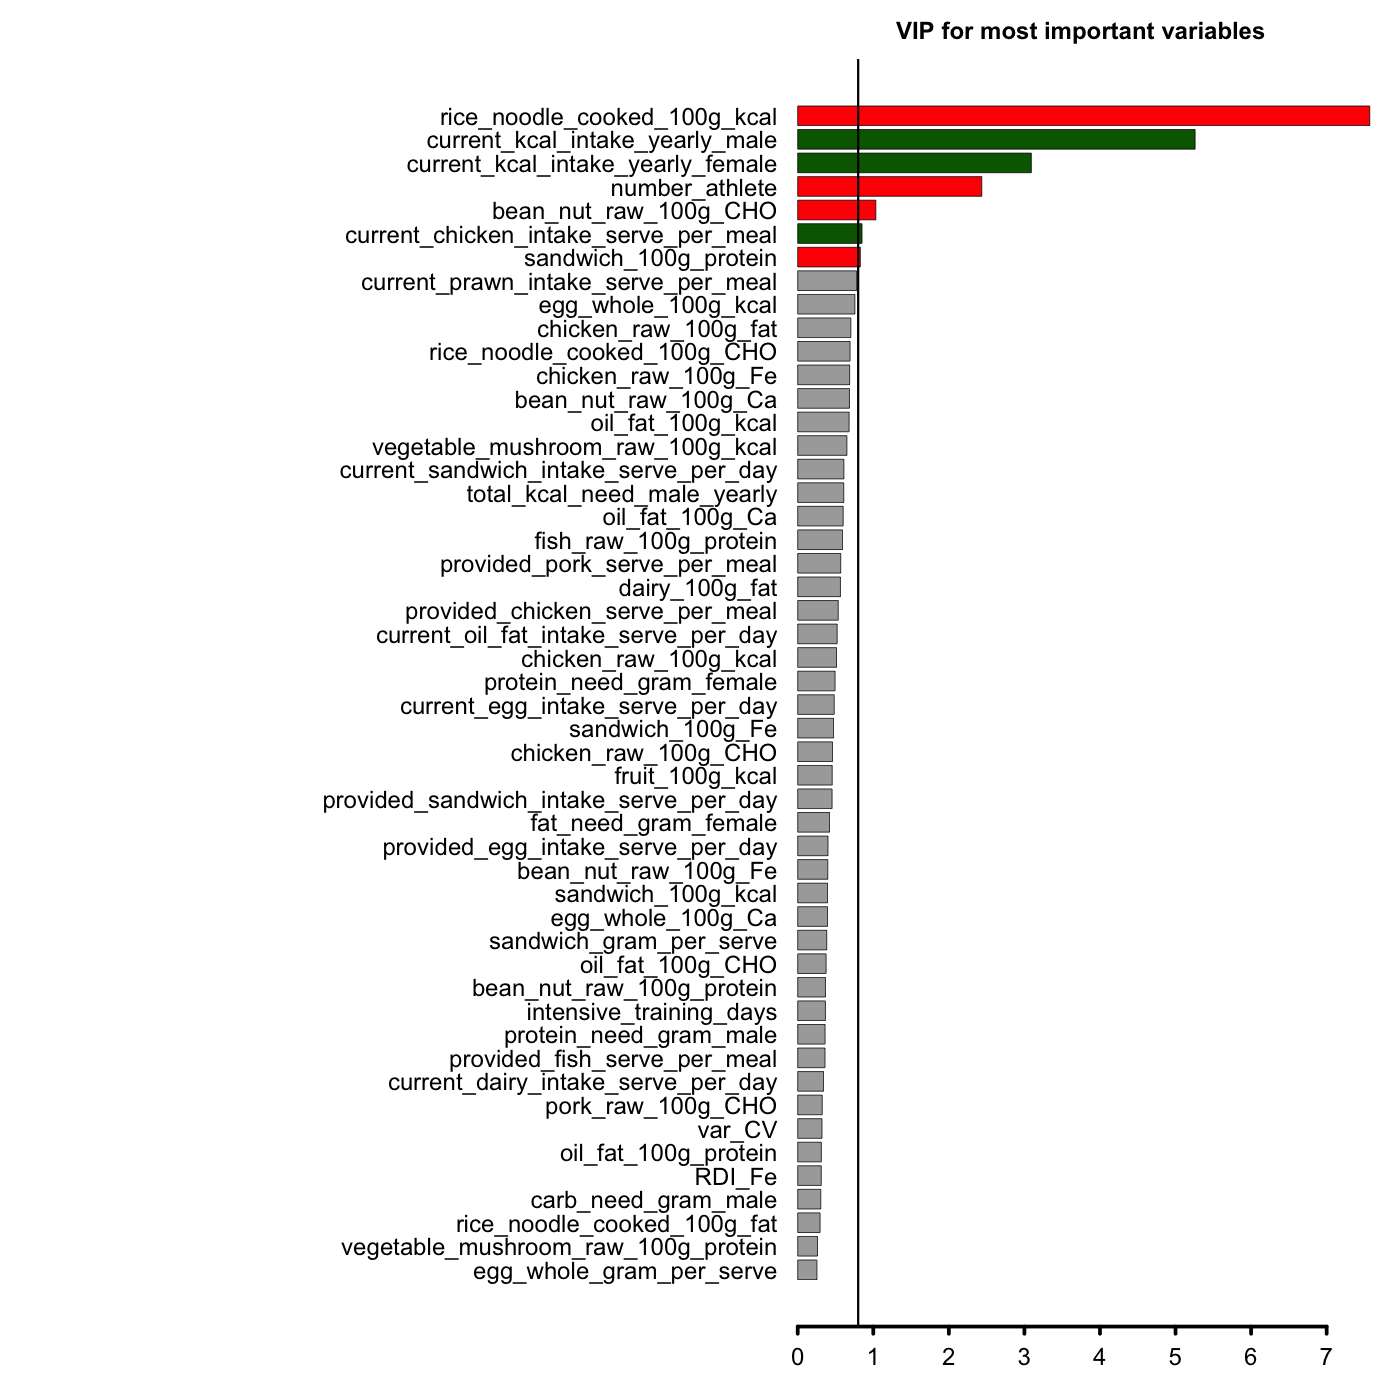 VIP for most important variables
rice_noodle_cooked_100g_kcal
current_kcal_intake_yearly_male
current_kcal_intake_yearly_female
number_athlete
bean_nut_raw_100g_CHO
current_chicken_intake_serve_per_meal
sandwich_100g_protein
current_prawn_intake_serve_per_meal
egg_whole_100g_kcal
chicken_raw_100g_fat
rice_noodle_cooked_100g_CHO
chicken_raw_100g_Fe
bean_nut_raw_100g_Ca
oil_fat_100g_kcal
vegetable_mushroom_raw_100g_kcal
current_sandwich_intake_serve_per_day
total_kcal_need_male_yearly
oil_fat_100g_Ca
fish_raw_100g_protein
provided_pork_serve_per_meal
dairy_100g_fat
provided_chicken_serve_per_meal
current_oil_fat_intake_serve_per_day
chicken_raw_100g_kcal
protein_need_gram_female
current_egg_intake_serve_per_day
sandwich_100g_Fe
chicken_raw_100g_CHO
fruit_100g_kcal
provided_sandwich_intake_serve_per_day
fat_need_gram_female
provided_egg_intake_serve_per_day
bean_nut_raw_100g_Fe
sandwich_100g_kcal
egg_whole_100g_Ca
sandwich_gram_per_serve
oil_fat_100g_CHO
bean_nut_raw_100g_protein
intensive_training_days
protein_need_gram_male
provided_fish_serve_per_meal
current_dairy_intake_serve_per_day
pork_raw_100g_CHO
var_CV
oil_fat_100g_protein
RDI_Fe
carb_need_gram_male
rice_noodle_cooked_100g_fat
vegetable_mushroom_raw_100g_protein
egg_whole_gram_per_serve
0 1 2 3 4 5 6 7